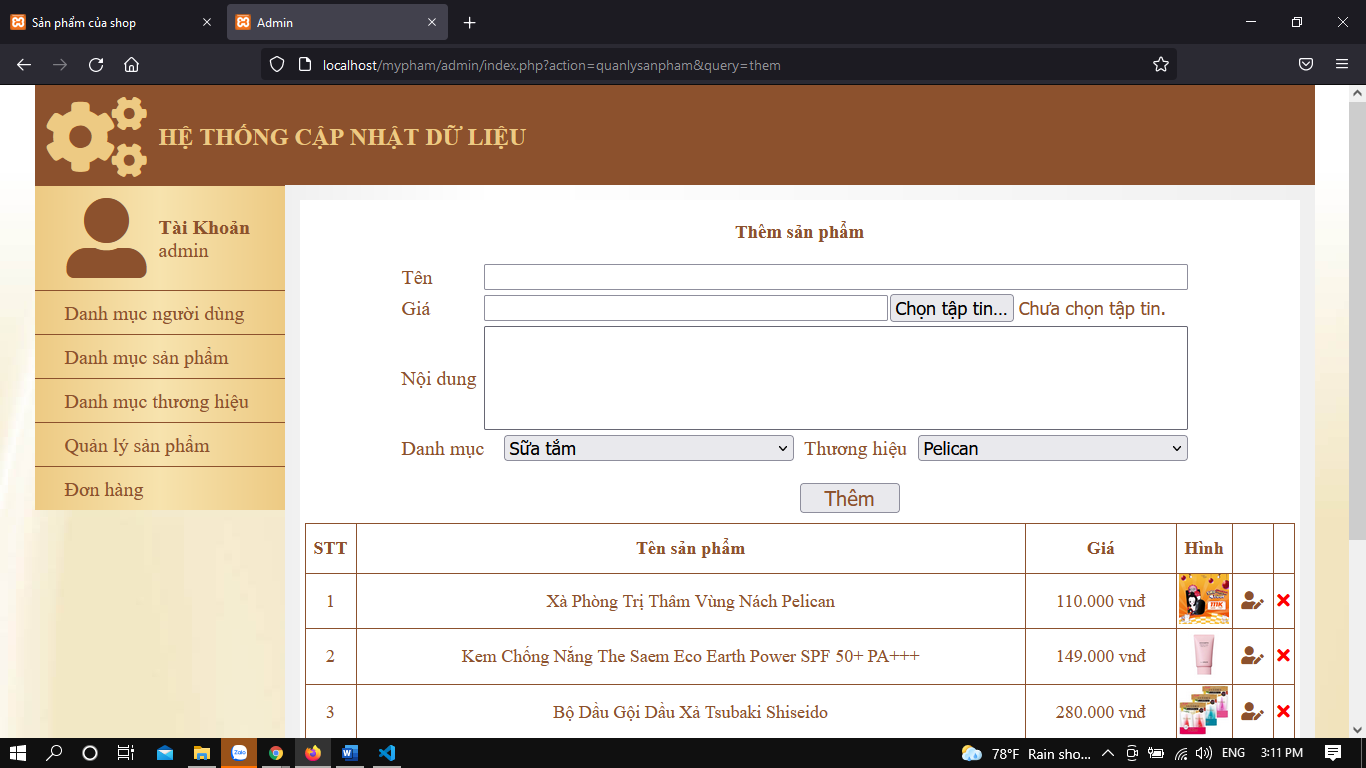 Sản phẩm của shop
Admin
localhost/mypham/admin/index.php?action=quanlysanpham&query=them
HỆ THỐNG CẬP NHẬT DỮ LIỆU
Tài Khoản
admin
Danh mục người dùng
Danh mục sản phẩm
Danh mục thương hiệu
Quản lý sản phẩm
Đơn hàng
Thêm sản phẩm
Tên
Giá Chọn tập tin... Chưa chọn tập tin.
Nội dung
Danh mục Sữa tắm Thương hiệu Pelican
Thêm
STT Tên sản phẩm Giá Hình
1 Xà Phòng Trị Thâm Vùng Nách Pelican 110.000 vnđ
2 Kem Chống Nắng The Saem Eco Earth Power SPF 50+ PA+++ 149.000 vnđ
3 Bộ Dầu Gội Dầu Xả Tsubaki Shiseido 280.000 vnđ
Zalo
78°F Rain sho... ENG 3:11 PM